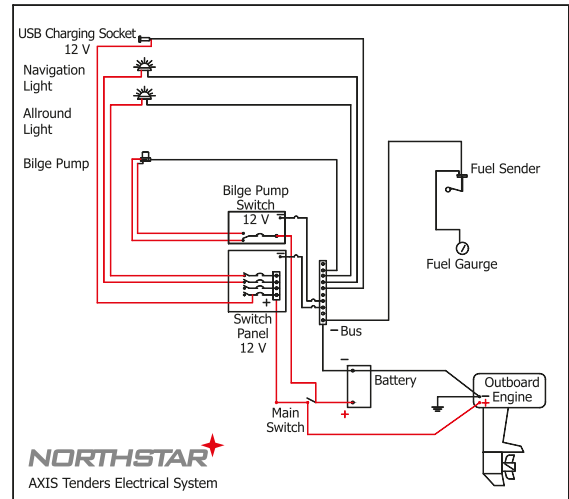 USB Charging Socket
12 V
Navigation
Light
Allround
Light
Bilge Pump
Bilge Pump
Switch
12 V
Fuel Sender
Fuel Gaurge
+
Switch
Panel
12 V
− Bus
−
Battery
+
Main
Switch
Outboard
Engine
−
+
NORTHSTAR
AXIS Tenders Electrical System